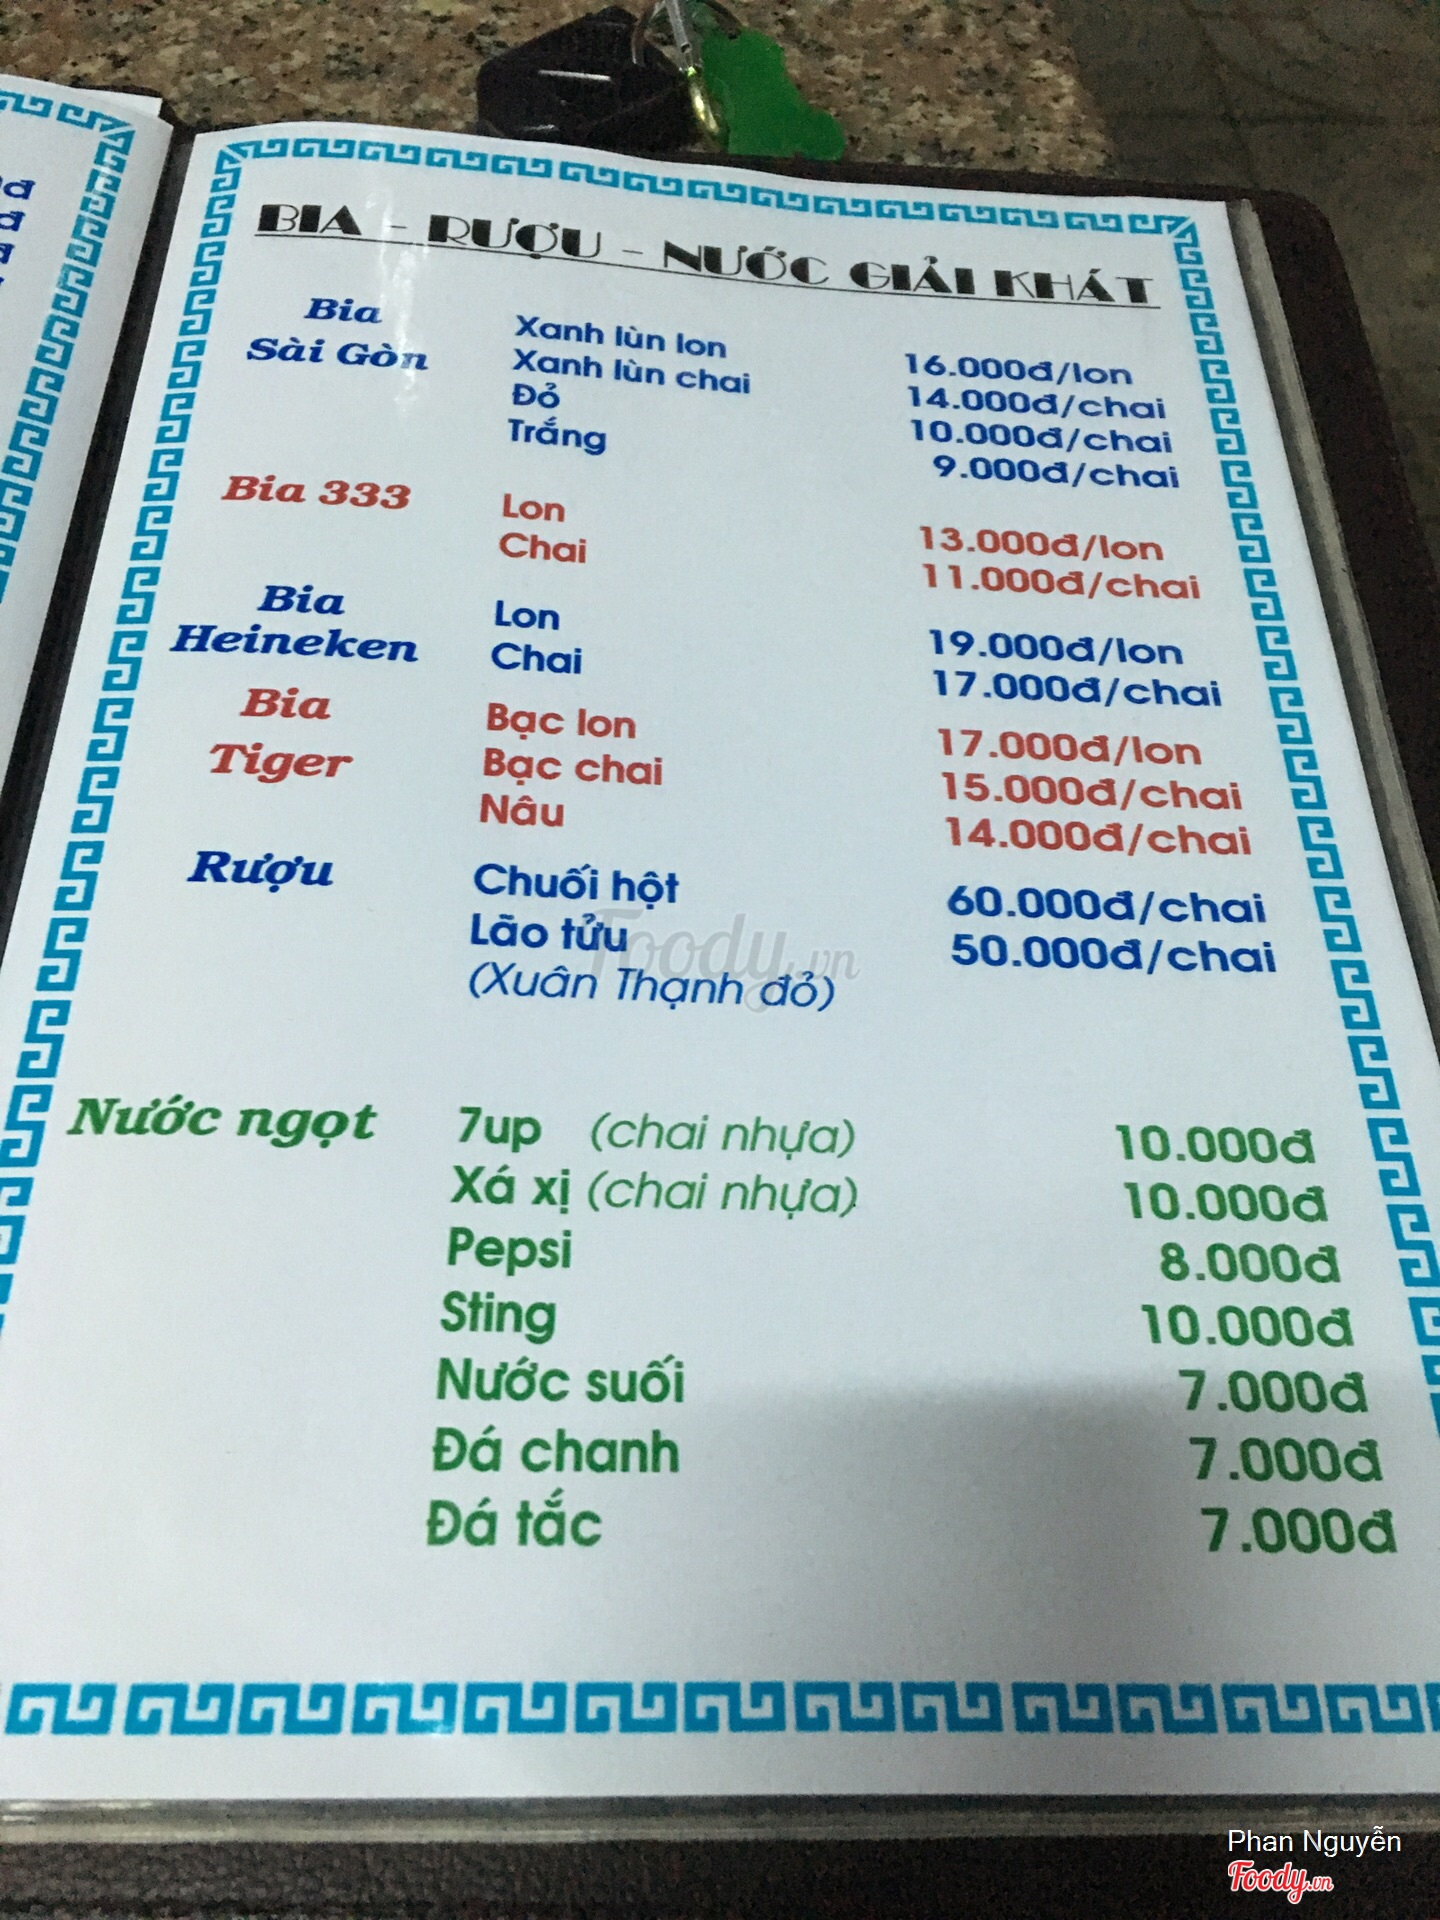 BIA - RƯỢU - NƯỚC GIẢI KHÁT
Bia Sài Gòn Xanh lùn lon 16.000đ/lon
Xanh lùn chai 14.000đ/chai
Đỏ 10.000đ/chai
Trắng 9.000đ/chai
Bia 333 Lon 13.000đ/lon
Chai 11.000đ/chai
Bia Heineken Lon 19.000đ/lon
Chai 17.000đ/chai
Bia Tiger Bạc lon 17.000đ/lon
Bạc chai 15.000đ/chai
Nâu 14.000đ/chai
Rượu Chuối hột 60.000đ/chai
Lão tửu 50.000đ/chai
(Xuân Thạnh đỏ)
Foody.vn
Nước ngọt 7up (chai nhựa) 10.000đ
Xá xị (chai nhựa) 10.000đ
Pepsi 8.000đ
Sting 10.000đ
Nước suối 7.000đ
Đá chanh 7.000đ
Đá tắc 7.000đ
Phan Nguyễn
Foody.vn